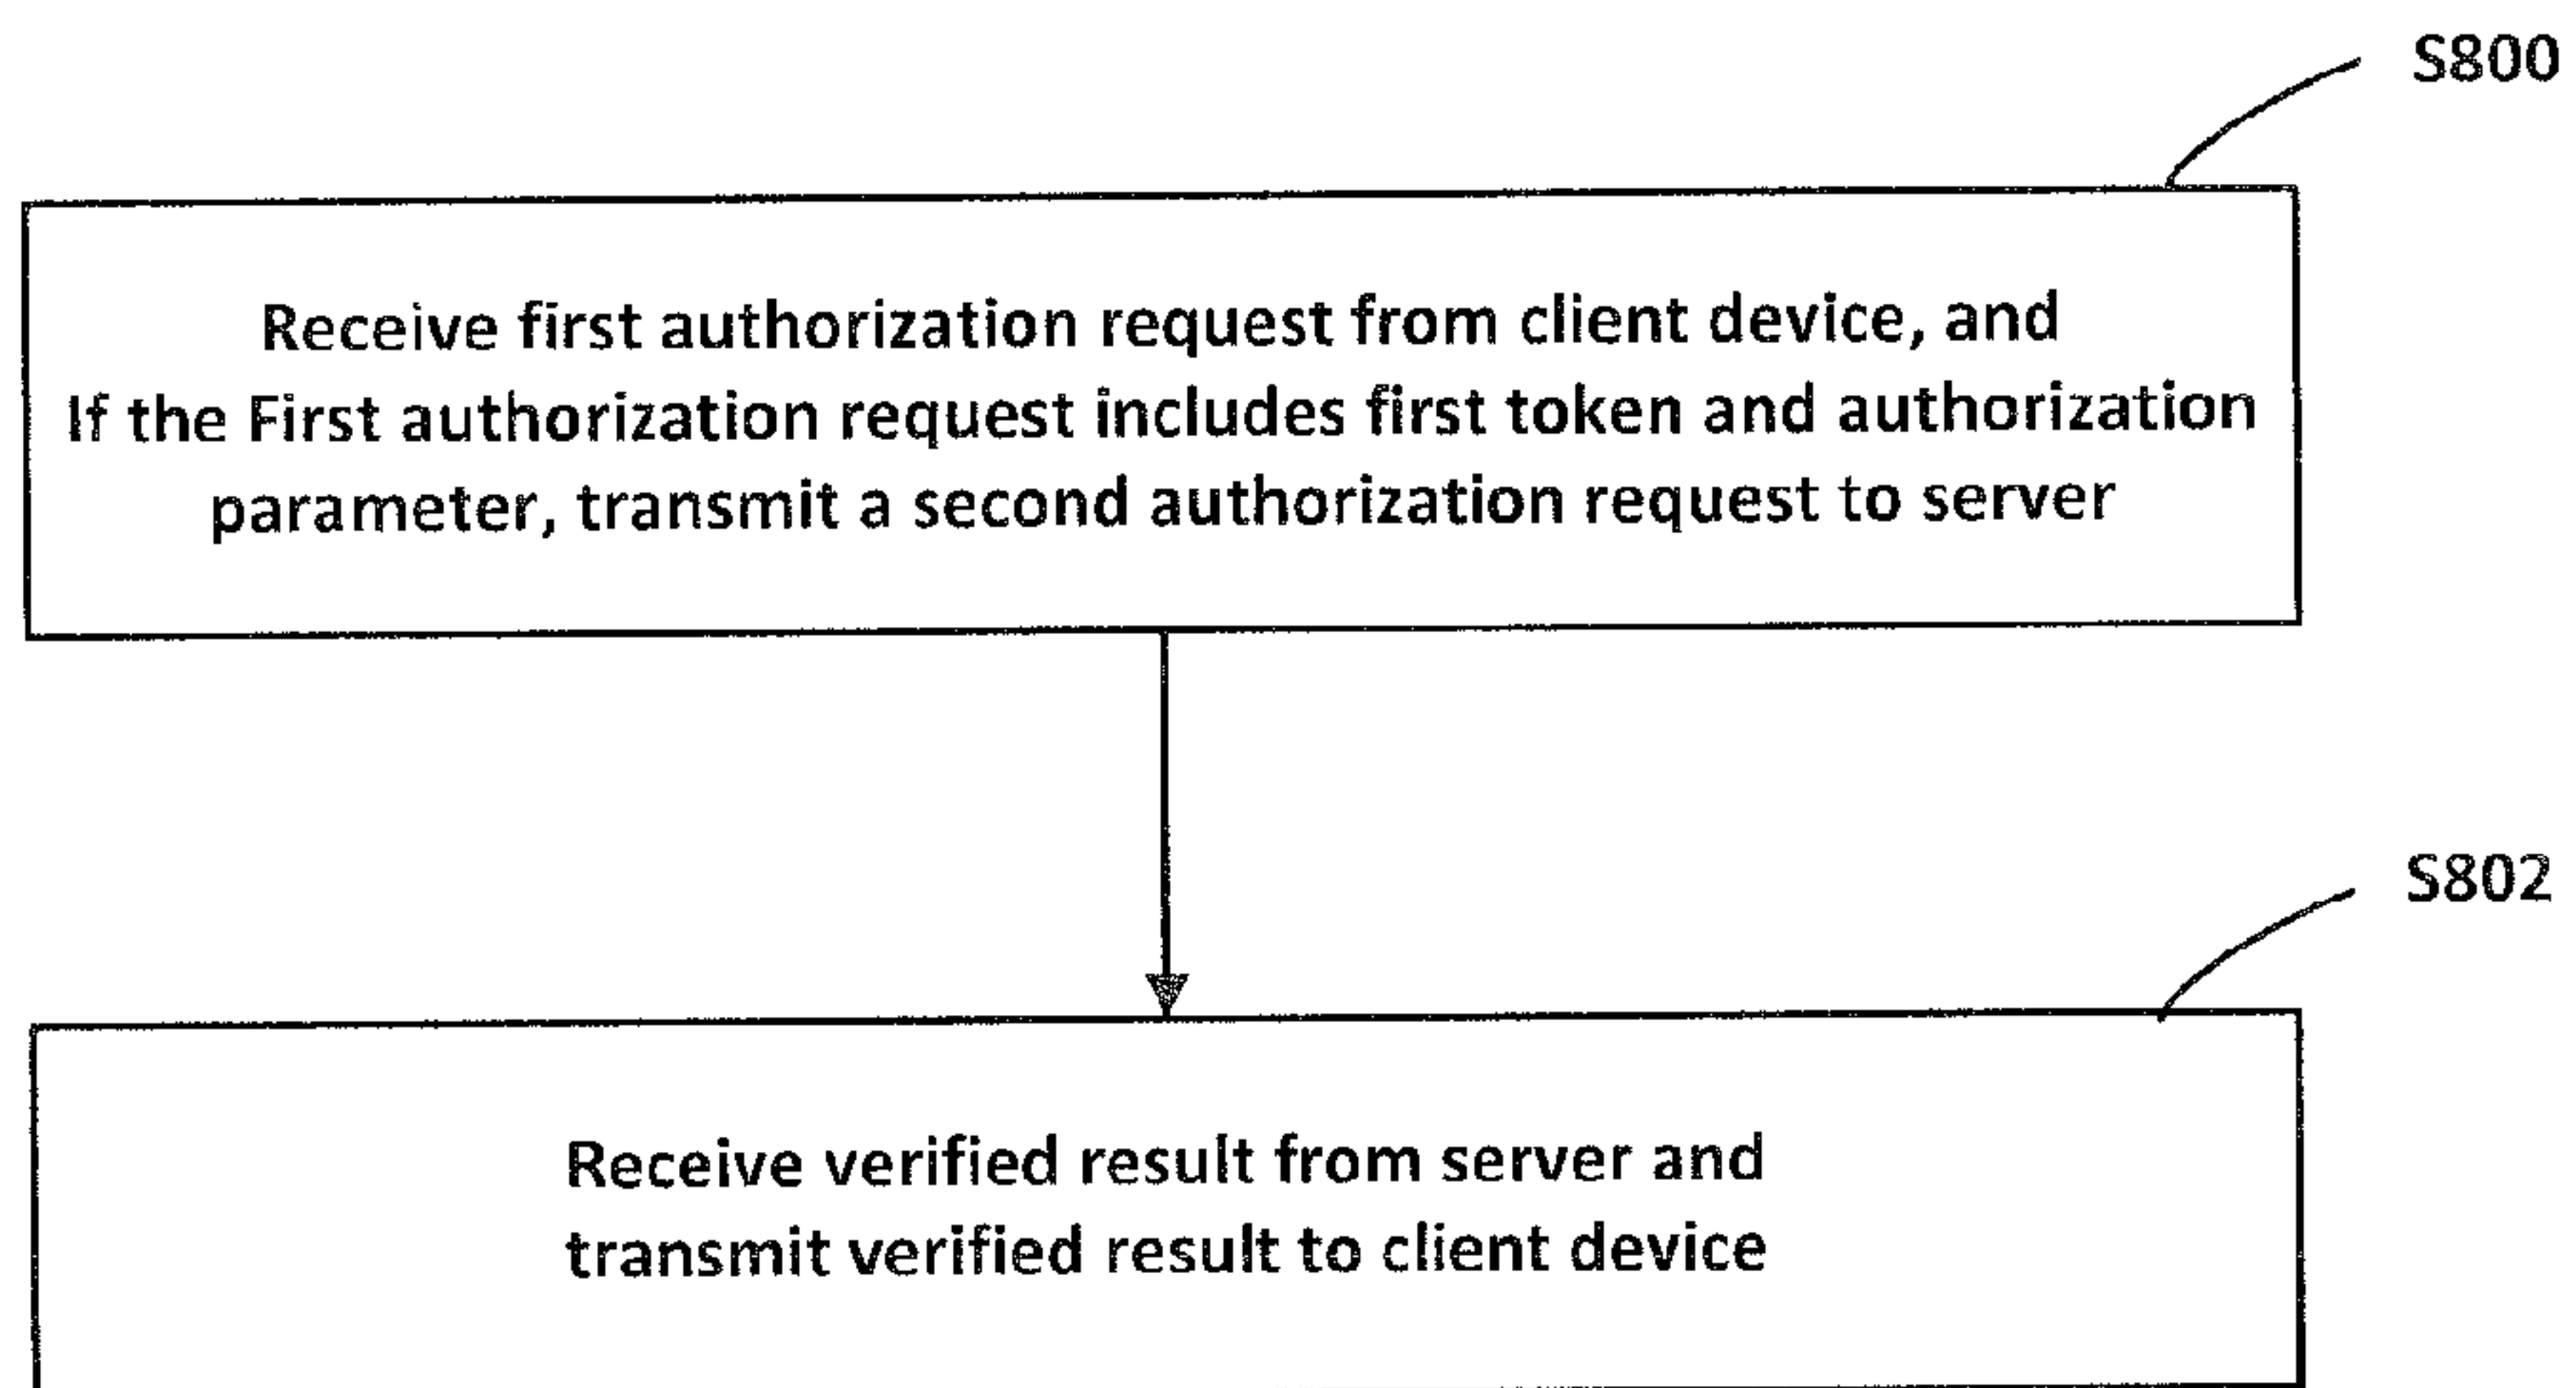 S800
Receive first authorization request from client device, and
If the First authorization request includes first token and authorization
parameter, transmit a second authorization request to server
S802
Receive verified result from server and
transmit verified result to client device